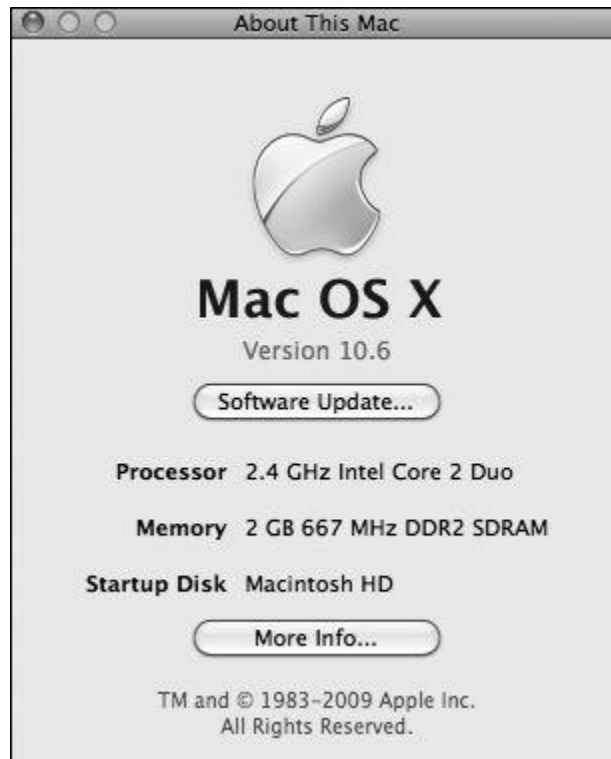 About This Mac
Mac OS X
Version 10.6
Software Update...
Processor 2.4 GHz Intel Core 2 Duo
Memory 2 GB 667 MHz DDR2 SDRAM
Startup Disk Macintosh HD
More Info...
TM and © 1983–2009 Apple Inc.
All Rights Reserved.